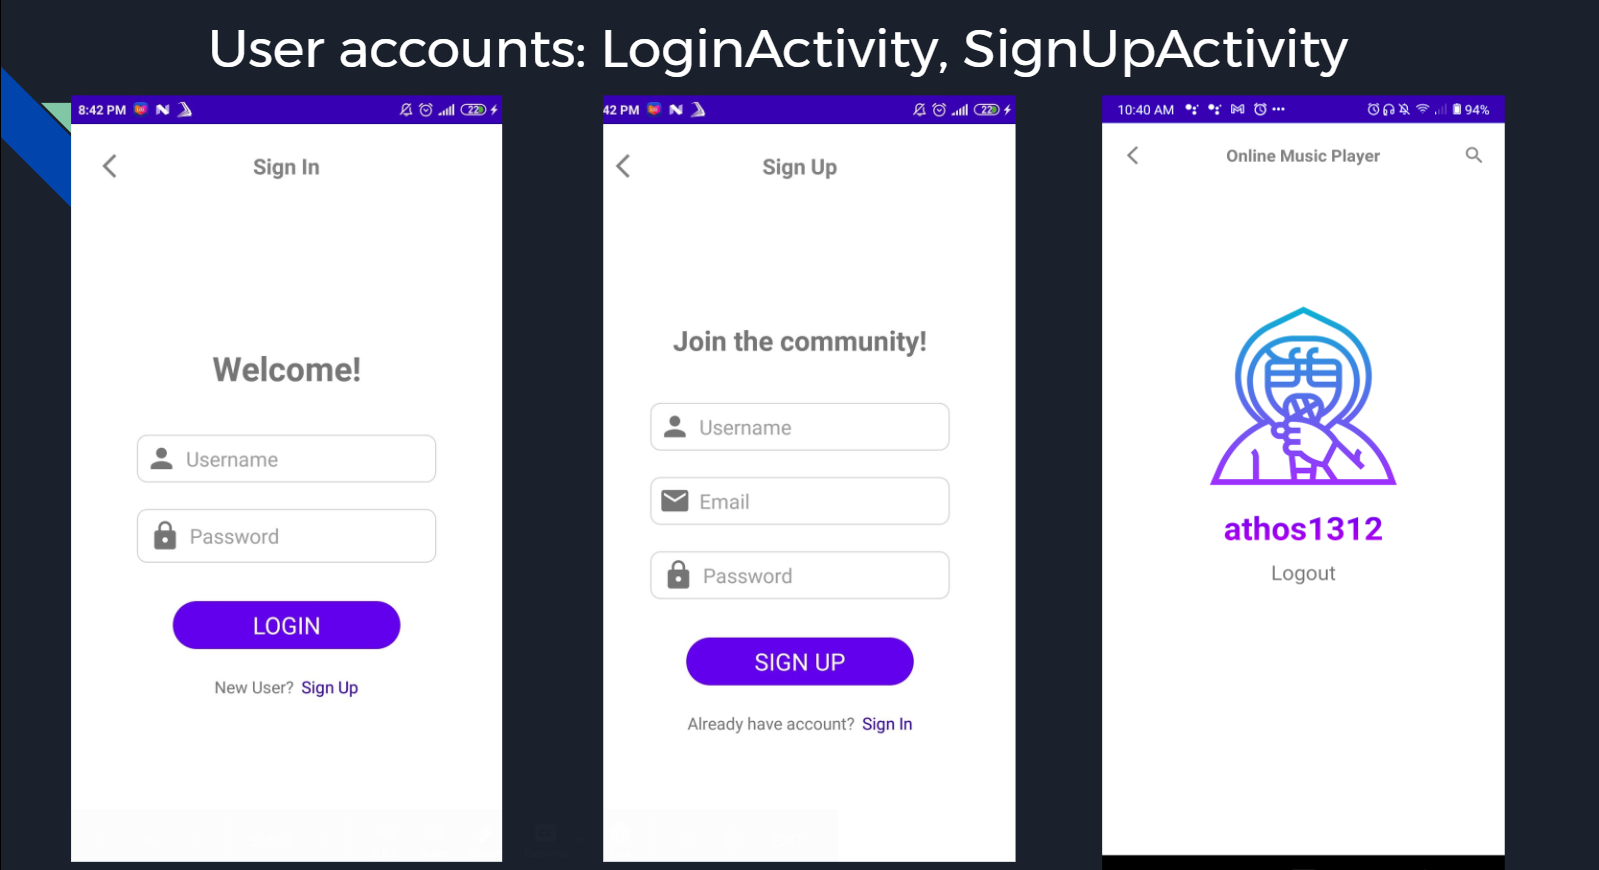 User accounts: LoginActivity, SignUpActivity
8:42 PM
22
Sign In
Welcome!
Username
Password
LOGIN
New User? Sign Up
42 PM
22
Sign Up
Join the community!
Username
Email
Password
SIGN UP
Already have account? Sign In
10:40 AM
94%
Online Music Player
athos1312
Logout